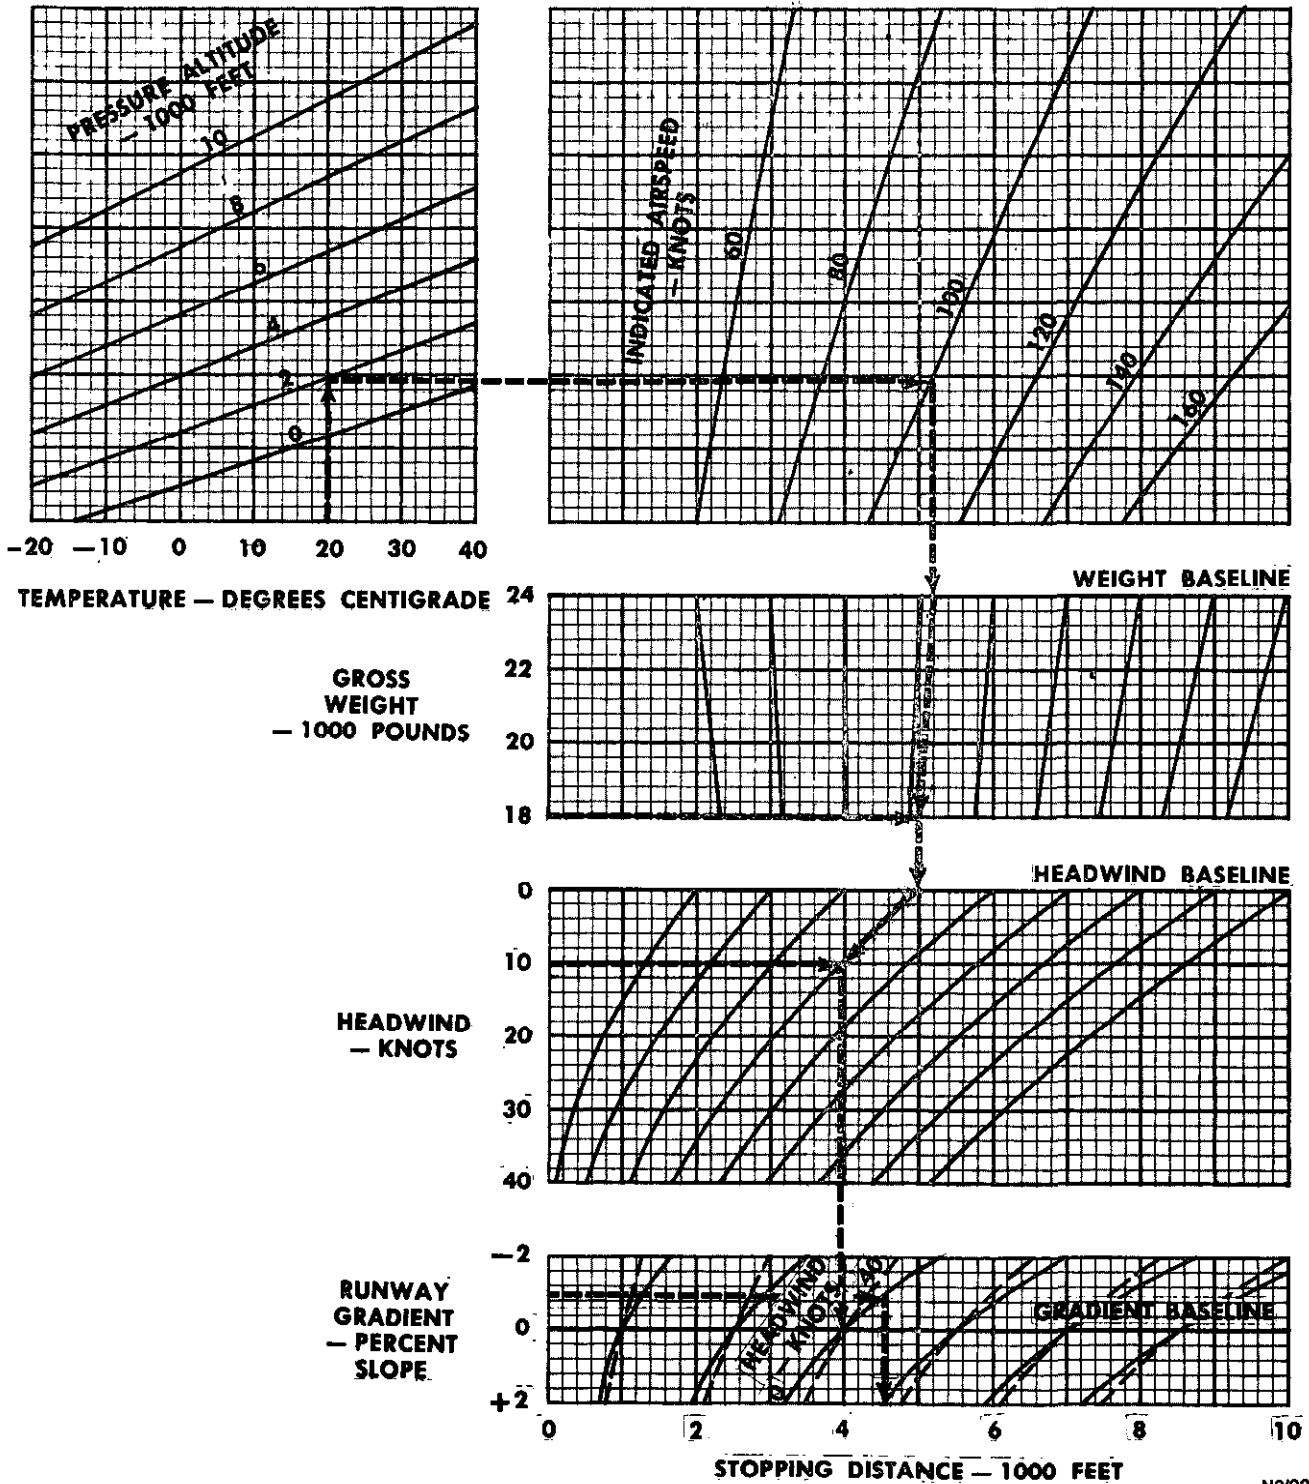 PRESSURE ALTITUDE
— 1000 FEET
10
8
6
4
2
0
INDICATED AIRSPEED
— KNOTS
60
80
100
120
140
160
-20 -10 0 10 20 30 40
TEMPERATURE — DEGREES CENTIGRADE
WEIGHT BASELINE
24
22
20
18
GROSS
WEIGHT
— 1000 POUNDS
HEADWIND BASELINE
0
10
20
30
40
HEADWIND
— KNOTS
-2
0
+2
RUNWAY
GRADIENT
— PERCENT
SLOPE
HEADWIND
— KNOTS
0
40
GRADIENT BASELINE
0 2 4 6 8 10
STOPPING DISTANCE — 1000 FEET